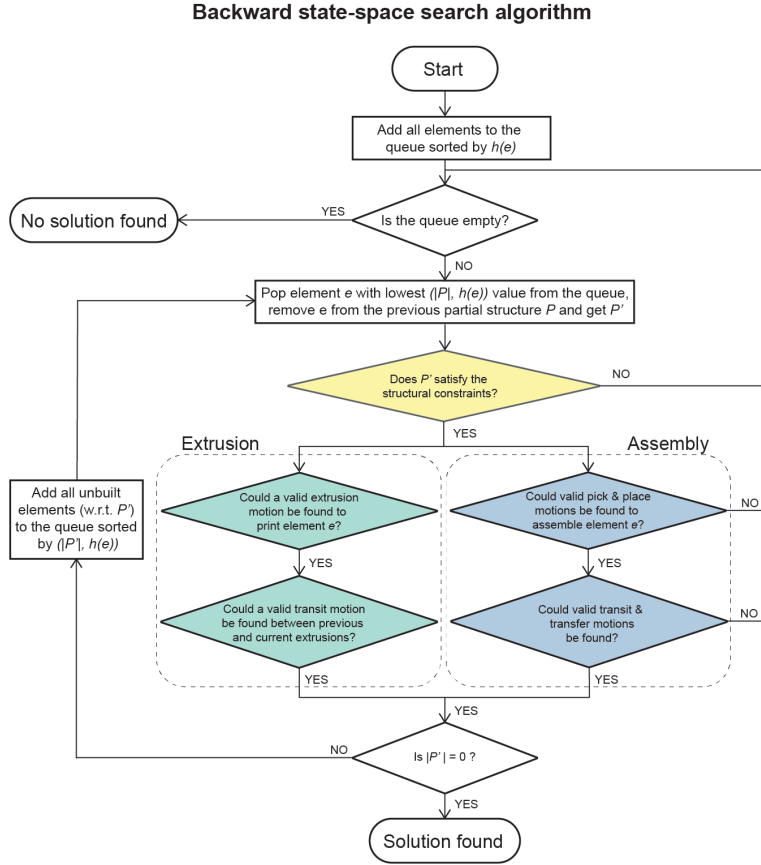 Backward state-space search algorithm
Start
Add all elements to the
queue sorted by h(e)
No solution found
YES
Is the queue empty?
NO
Pop element e with lowest (|P|, h(e)) value from the queue,
remove e from the previous partial structure P and get P'
Does P' satisfy the
structural constraints?
NO
YES
Extrusion
Assembly
Add all unbuilt
elements (w.r.t. P')
to the queue sorted
by (|P'|, h(e))
Could a valid extrusion
motion be found to
print element e?
Could valid pick & place
motions be found to
assemble element e?
NO
YES
YES
Could a valid transit motion
be found between previous
and current extrusions?
Could valid transit &
transfer motions
be found?
NO
YES
YES
YES
NO
Is |P' | = 0 ?
YES
Solution found